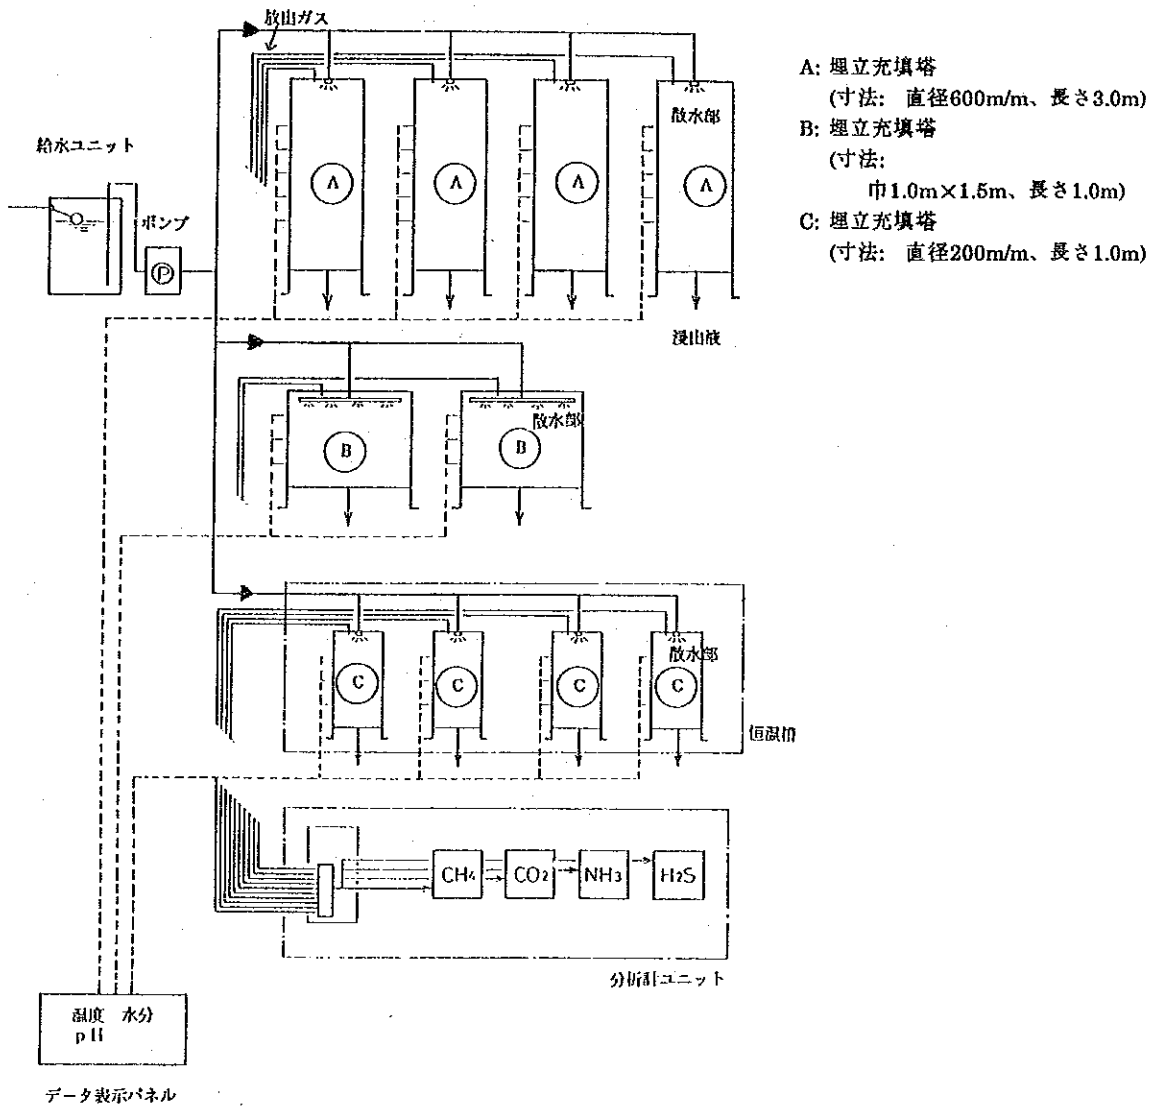 放出ガス
給水ユニット
ポンプ
P
A
A
A
A
散水部
浸出液
A: 埋立充填塔
(寸法: 直径600m/m、長さ3.0m)
B: 埋立充填塔
(寸法:
巾1.0m×1.5m、長さ1.0m)
C: 埋立充填塔
(寸法: 直径200m/m、長さ1.0m)
B
B
散水部
C
C
C
C
散水部
恒温槽
CH4
CO2
NH3
H2S
分析計ユニット
温度 水分
pH
データ表示パネル